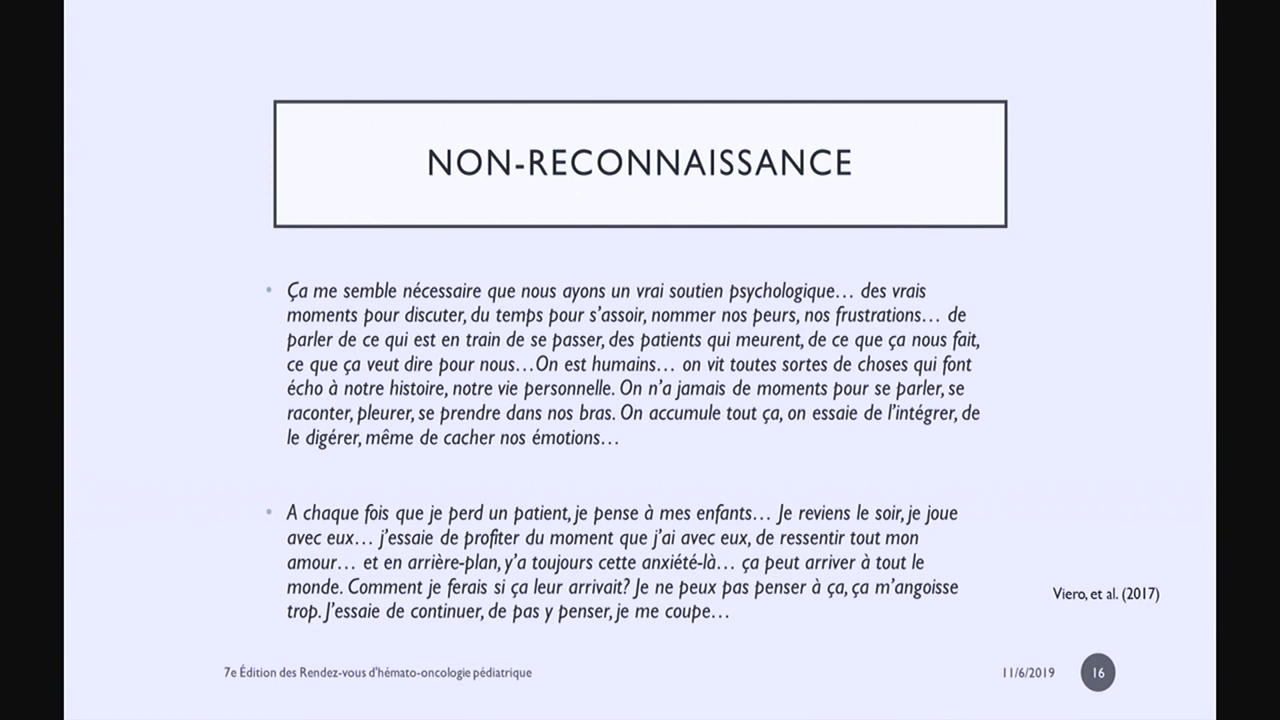 NON-RECONNAISSANCE
• Ça me semble nécessaire que nous ayons un vrai soutien psychologique… des vrais
moments pour discuter, du temps pour s’assoir, nommer nos peurs, nos frustrations… de
parler de ce qui est en train de se passer, des patients qui meurent, de ce que ça nous fait,
ce que ça veut dire pour nous…On est humains… on vit toutes sortes de choses qui font
écho à notre histoire, notre vie personnelle. On n’a jamais de moments pour se parler, se
raconter, pleurer, se prendre dans nos bras. On accumule tout ça, on essaie de l’intégrer, de
le digérer, même de cacher nos émotions…
• A chaque fois que je perd un patient, je pense à mes enfants… Je reviens le soir, je joue
avec eux… j’essaie de profiter du moment que j’ai avec eux, de ressentir tout mon
amour… et en arrière-plan, y’a toujours cette anxiété-là… ça peut arriver à tout le
monde. Comment je ferais si ça leur arrivait? Je ne peux pas penser à ça, ça m’angoisse
trop. J’essaie de continuer, de pas y penser, je me coupe…
Viero, et al. (2017)
7e Édition des Rendez-vous d'hémato-oncologie pédiatrique
11/6/2019
16